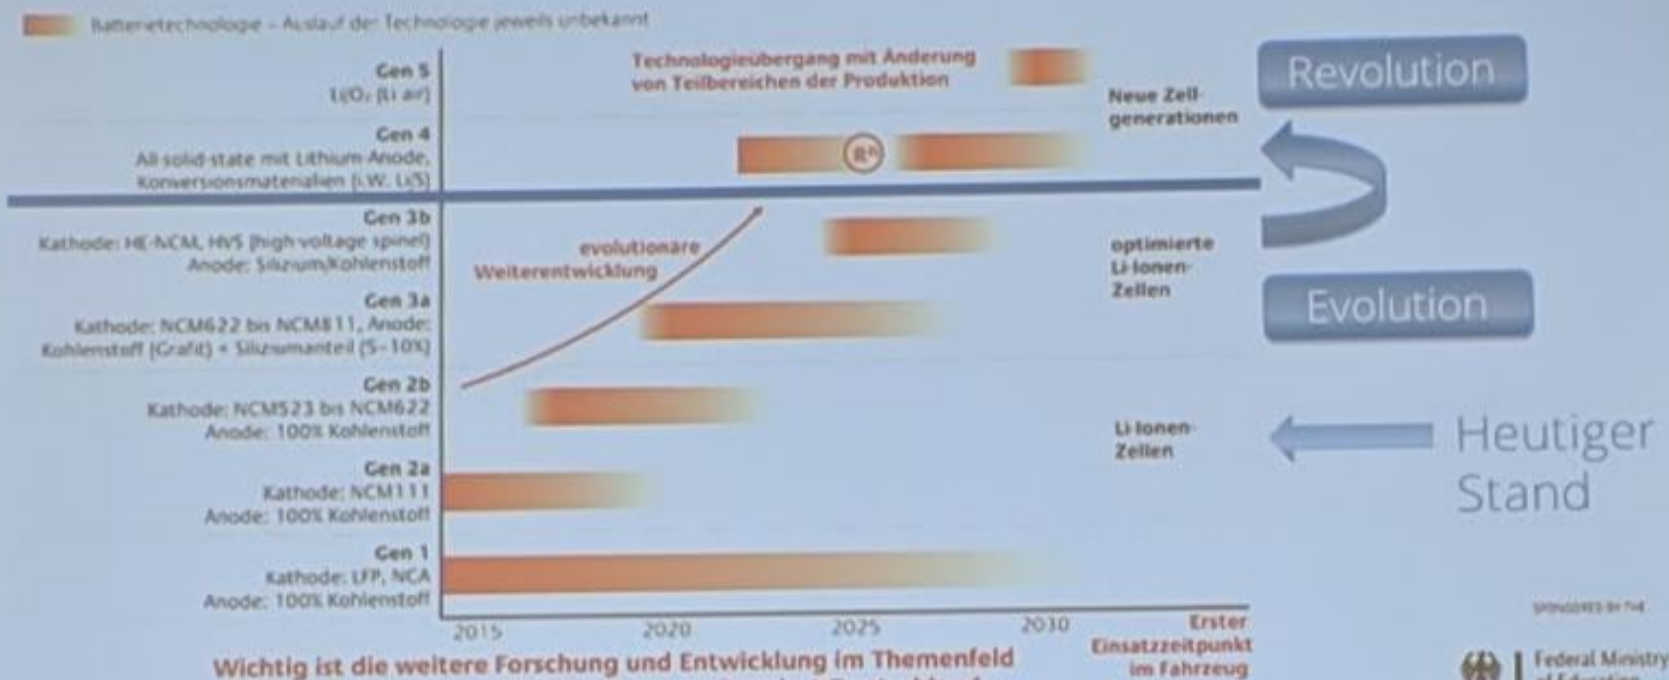 Batterietechnologie – Auslauf der Technologie jeweils unbekannt
Gen 5
Li/O₂ (Li air)
Technologieübergang mit Änderung
von Teilbereichen der Produktion
Neue Zell-
generationen
Revolution
Gen 4
All-solid-state mit Lithium-Anode,
Konversionsmaterialien (i.W. Li/S)
Gen 3b
Kathode: HE-NCM, HVS (high-voltage spinel)
Anode: Silizium/Kohlenstoff
evolutionäre
Weiterentwicklung
optimierte
Li-Ionen-
Zellen
Evolution
Gen 3a
Kathode: NCM622 bis NCM811, Anode:
Kohlenstoff (Grafit) + Siliziumanteil (5–10%)
Gen 2b
Kathode: NCM523 bis NCM622
Anode: 100% Kohlenstoff
Li-Ionen-
Zellen
Heutiger
Stand
Gen 2a
Kathode: NCM111
Anode: 100% Kohlenstoff
Gen 1
Kathode: LFP, NCA
Anode: 100% Kohlenstoff
2015 2020 2025 2030
Erster
Einsatzzeitpunkt
im Fahrzeug
Wichtig ist die weitere Forschung und Entwicklung im Themenfeld
SPONSORED BY THE
Federal Ministry
of Education